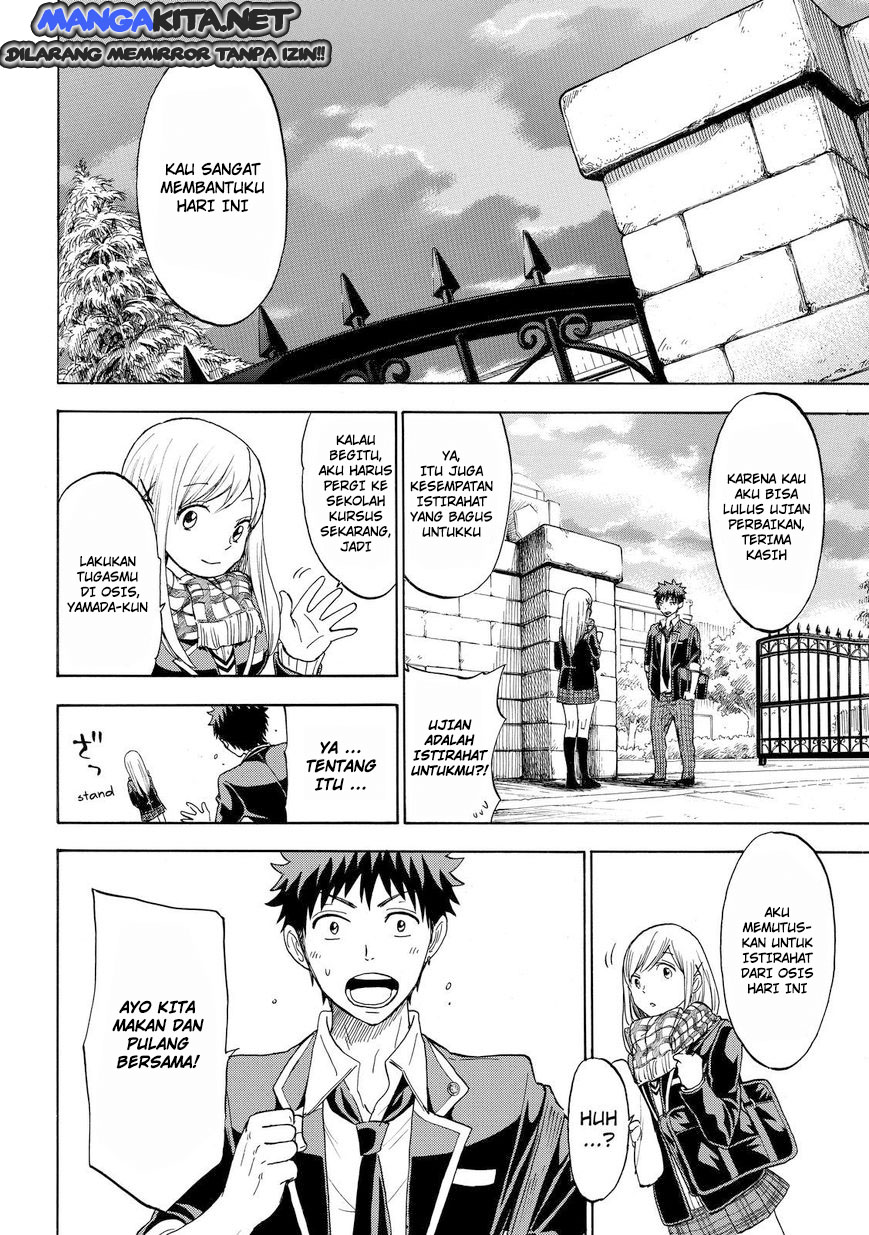 MANGAKITA.NET
DILARANG MEMIRROR TANPA IZIN!!
KAU SANGAT
MEMBANTUKU
HARI INI
KARENA KAU
AKU BISA
LULUS UJIAN
PERBAIKAN,
TERIMA
KASIH
YA,
ITU JUGA
KESEMPATAN
ISTIRAHAT
YANG BAGUS
UNTUKKU
UJIAN
ADALAH
ISTIRAHAT
UNTUKMU?!
KALAU
BEGITU,
AKU HARUS
PERGI KE
SEKOLAH
KURSUS
SEKARANG,
JADI
LAKUKAN
TUGASMU
DI OSIS,
YAMADA-KUN
YA ...
TENTANG
ITU ...
ざっ
stand
AKU
MEMUTUS-
KAN UNTUK
ISTIRAHAT
DARI OSIS
HARI INI
HUH
...?
AYO KITA
MAKAN DAN
PULANG
BERSAMA!